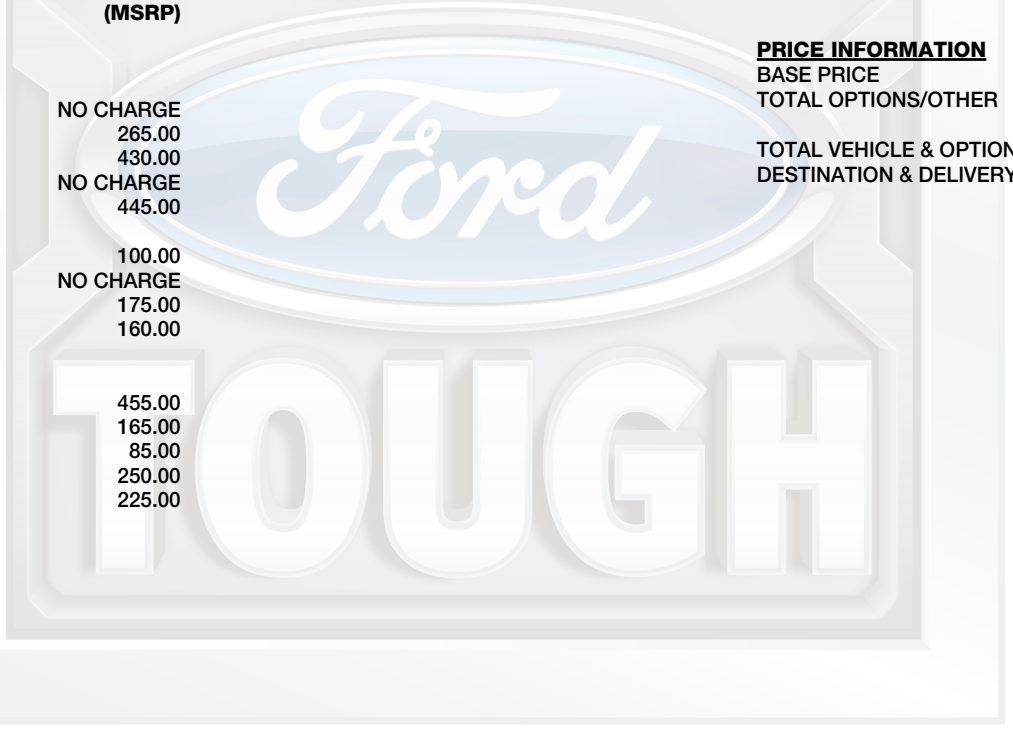 (MSRP)
NO CHARGE
265.00
430.00
NO CHARGE
445.00
100.00
NO CHARGE
175.00
160.00
455.00
165.00
85.00
250.00
225.00
PRICE INFORMATION
BASE PRICE
TOTAL OPTIONS/OTHER
TOTAL VEHICLE & OPTION
DESTINATION & DELIVERY
Ford
TOUGH